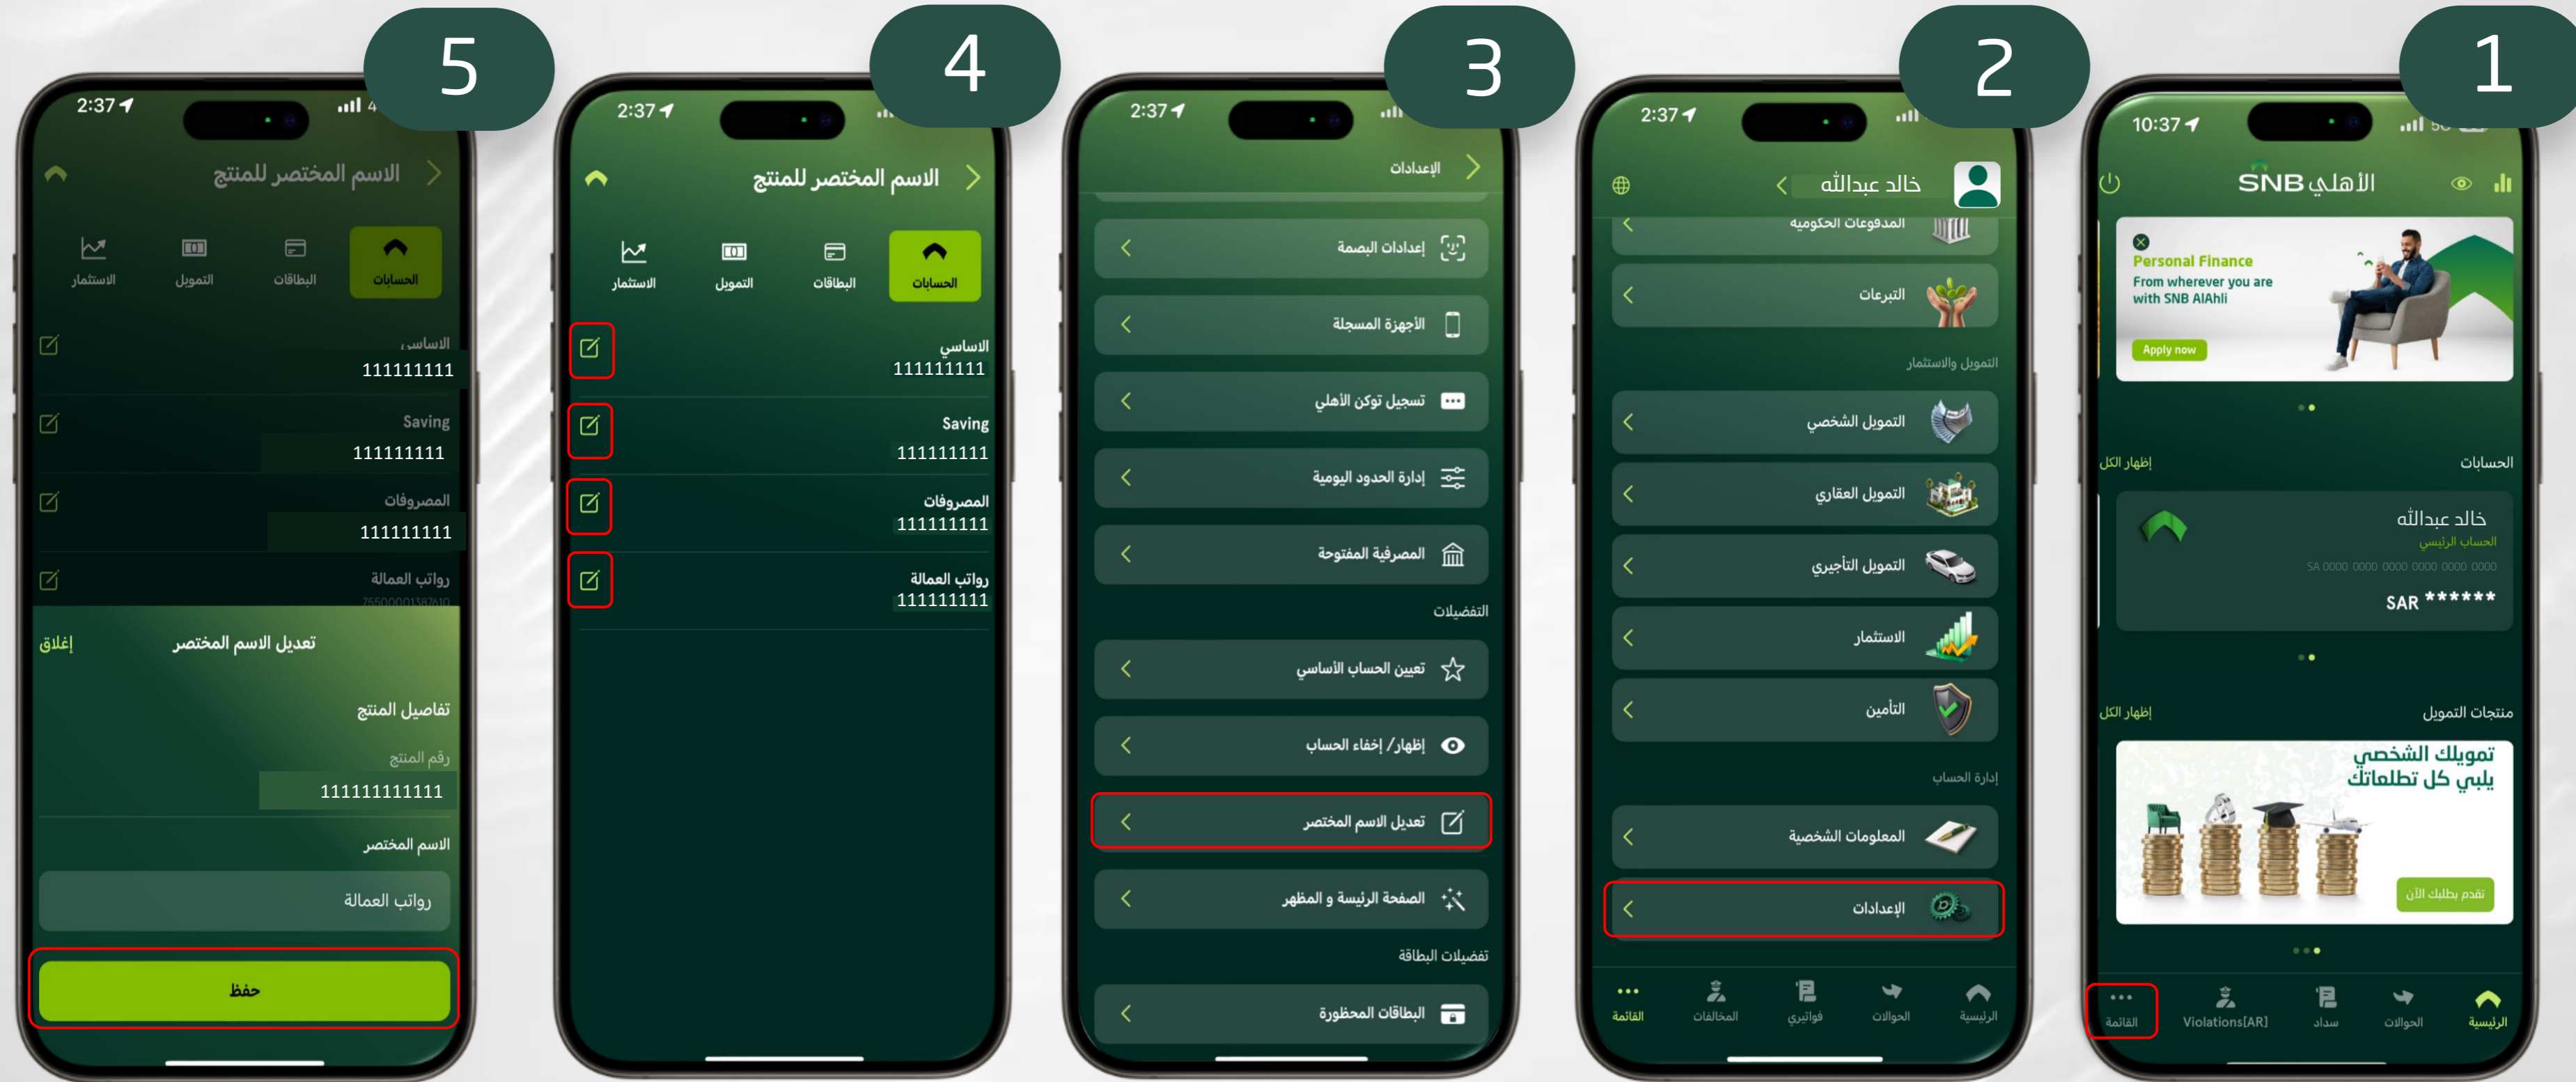 1
10:37
SNB الأهلي
Personal Finance
From wherever you are
with SNB AlAhli
Apply now
الحسابات
إظهار الكل
خالد عبدالله
الحساب الرئيسي
SA 0000 0000 0000 0000 0000 0000
SAR ******
منتجات التمويل
إظهار الكل
تمويلك الشخصي
يلبي كل تطلعاتك
تقدم بطلبك الآن
الرئيسية
الحوالات
سداد
Violations[AR]
القائمة
2
2:37
خالد عبدالله
المدفوعات الحكومية
التبرعات
التمويل والاستثمار
التمويل الشخصي
التمويل العقاري
التمويل التأجيري
الاستثمار
التأمين
إدارة الحساب
المعلومات الشخصية
الإعدادات
الرئيسية
الحوالات
فواتيري
المخالفات
القائمة
3
2:37
الإعدادات
إعدادات البصمة
الأجهزة المسجلة
تسجيل توكن الأهلي
إدارة الحدود اليومية
المصرفية المفتوحة
التفضيلات
تعيين الحساب الأساسي
إظهار/ إخفاء الحساب
تعديل الاسم المختصر
الصفحة الرئيسة و المظهر
تفضيلات البطاقة
البطاقات المحظورة
4
2:37
الاسم المختصر للمنتج
الحسابات
البطاقات
التمويل
الاستثمار
الاساسي
111111111
Saving
111111111
المصروفات
111111111
رواتب العمالة
111111111
5
2:37
الاسم المختصر للمنتج
الحسابات
البطاقات
التمويل
الاستثمار
الاساسي
111111111
Saving
111111111
المصروفات
111111111
رواتب العمالة
تعديل الاسم المختصر
إغلاق
تفاصيل المنتج
رقم المنتج
111111111111
الاسم المختصر
رواتب العمالة
حفظ